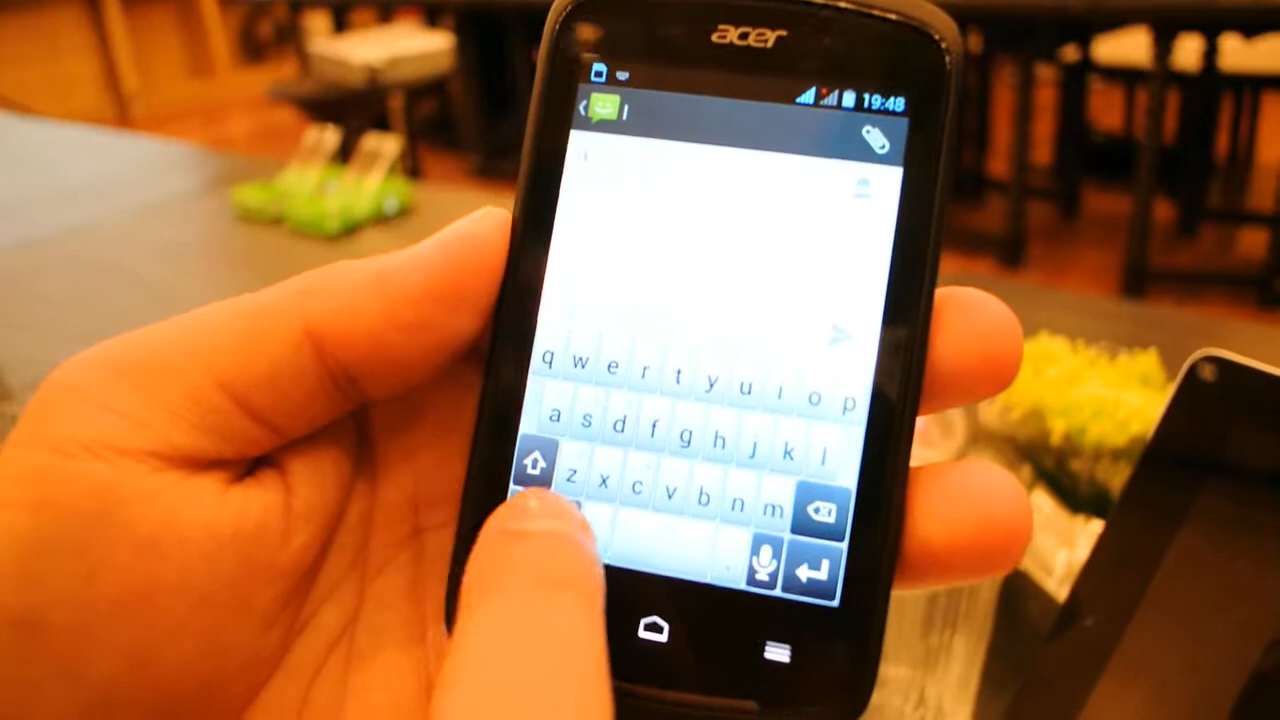 acer
19:48
q w e r t y u i o p
a s d f g h j k l
z x c v b n m
.